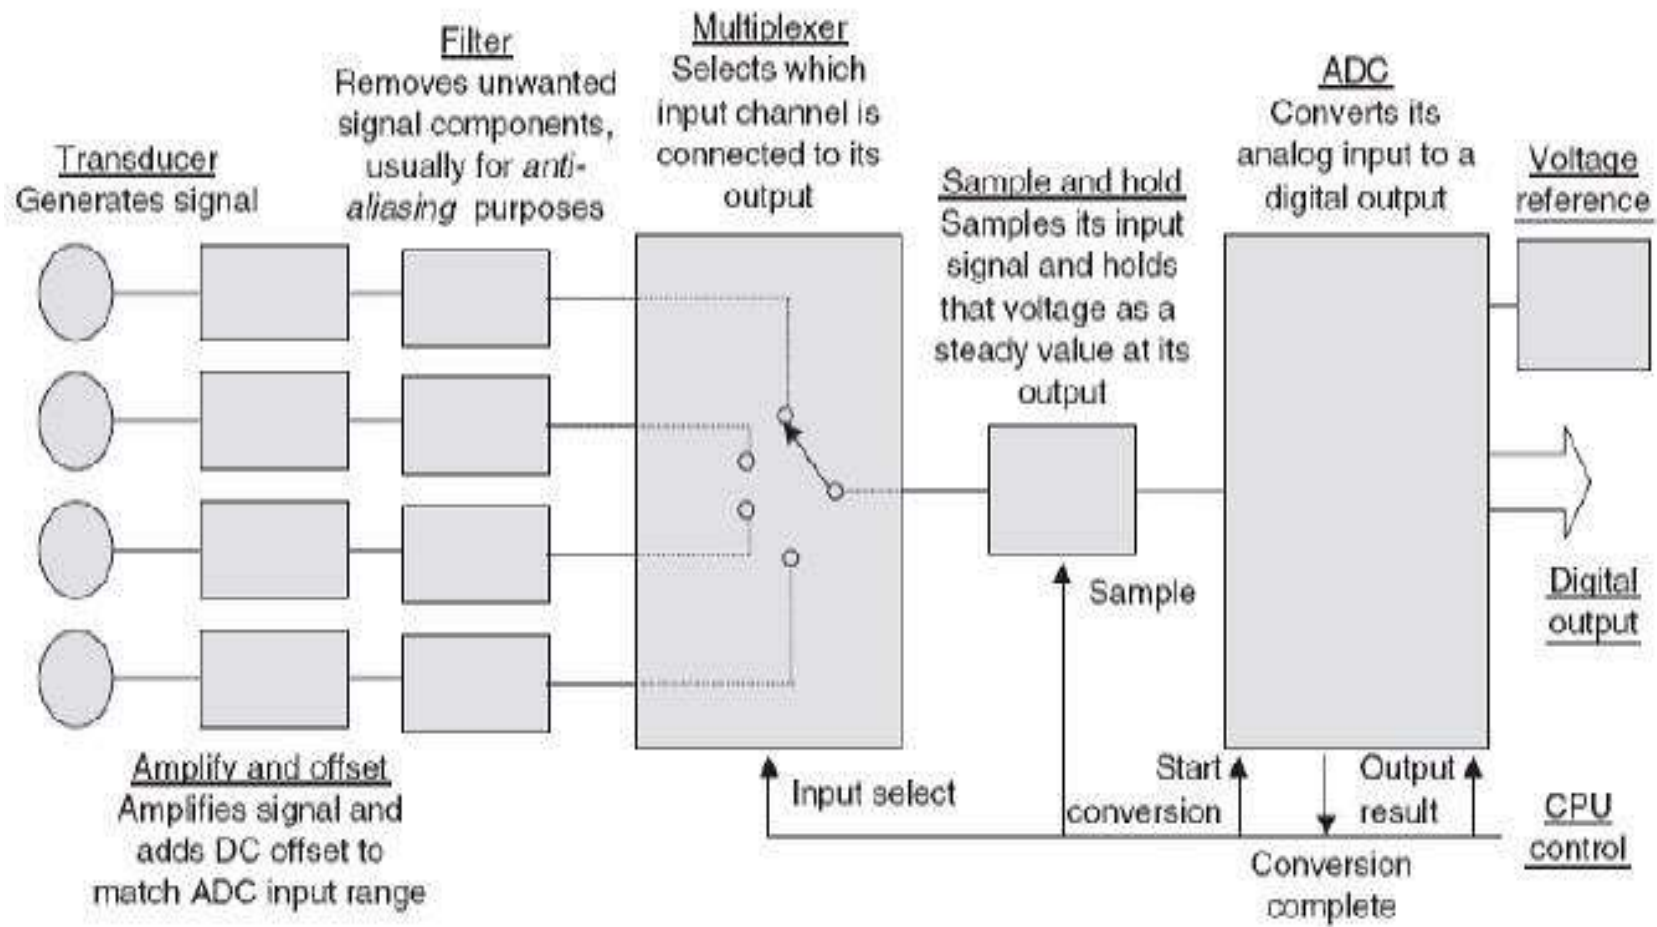 Transducer
Generates signal
Filter
Removes unwanted
signal components,
usually for anti-
aliasing purposes
Multiplexer
Selects which
input channel is
connected to its
output
Sample and hold
Samples its input
signal and holds
that voltage as a
steady value at its
output
ADC
Converts its
analog input to a
digital output
Voltage
reference
Digital
output
Amplify and offset
Amplifies signal and
adds DC offset to
match ADC input range
Input select
Sample
Start
conversion
Output
result
Conversion
complete
CPU
control